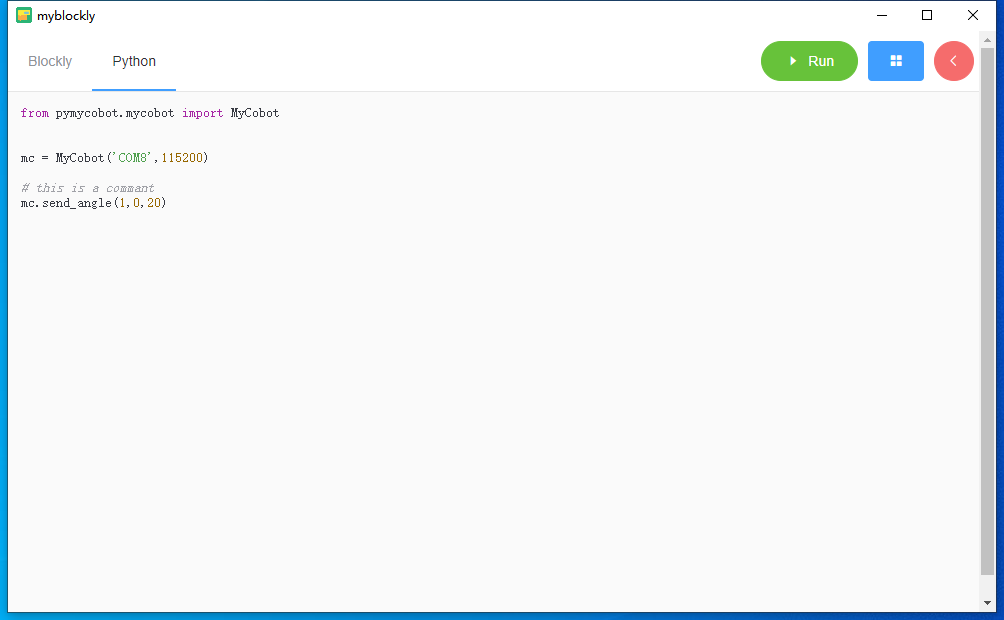 myblockly
Blockly Python Run
from pymycobot.mycobot import MyCobot
mc = MyCobot('COM8',115200)
# this is a commant
mc.send_angle(1,0,20)